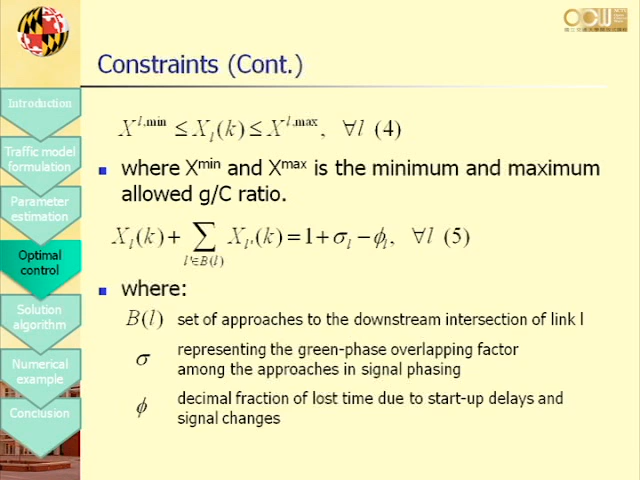 Constraints (Cont.)
Introduction
Traffic model
formulation
Parameter
estimation
Optimal
control
Solution
algorithm
Numerical
example
Conclusion
X^{l,min} ≤ X_l(k) ≤ X^{l,max}, ∀l (4)
where X^{min} and X^{max} is the minimum and maximum
allowed g/C ratio.
X_l(k) + ∑_{l'∈B(l)} X_{l'}(k) = 1 + σ_l − ϕ_l, ∀l (5)
where:
B(l) set of approaches to the downstream intersection of link l
σ representing the green-phase overlapping factor
among the approaches in signal phasing
ϕ decimal fraction of lost time due to start-up delays and
signal changes